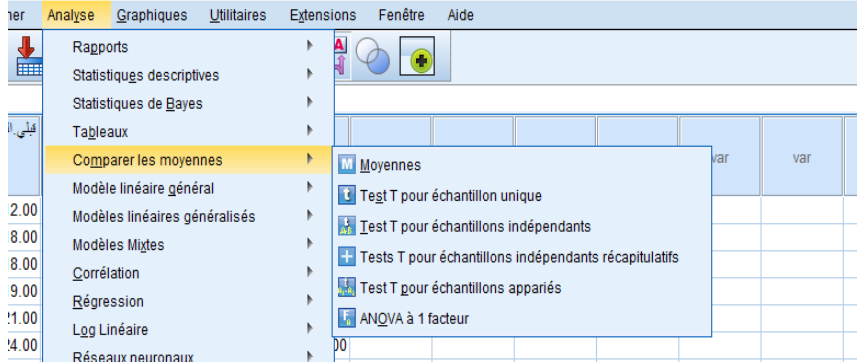 ner Analyse Graphiques Utilitaires Extensions Fenêtre Aide
Rapports
Statistiques descriptives
Statistiques de Bayes
Tableaux
Comparer les moyennes
Modèle linéaire général
Modèles linéaires généralisés
Modèles Mixtes
Corrélation
Régression
Log Linéaire
Réseaux neuronaux
M Moyennes
t Test T pour échantillon unique
Test T pour échantillons indépendants
Tests T pour échantillons indépendants récapitulatifs
Test T pour échantillons appariés
ANOVA à 1 facteur
var var
2.00
8.00
8.00
9.00
21.00
24.00
00